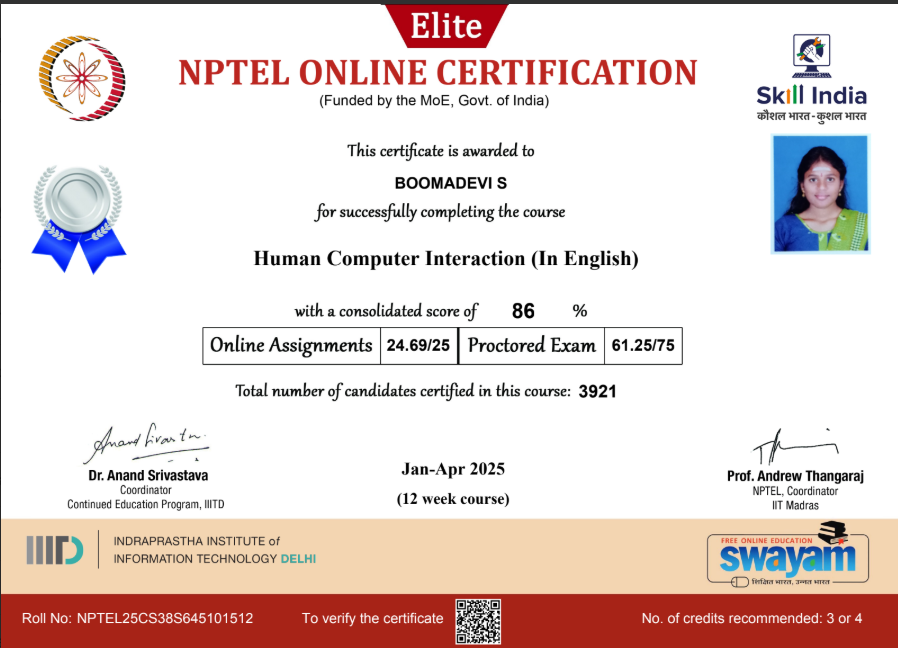 Elite
NPTEL ONLINE CERTIFICATION
(Funded by the MoE, Govt. of India)
Skill India
कौशल भारत - कुशल भारत
This certificate is awarded to
BOOMADEVI S
for successfully completing the course
Human Computer Interaction (In English)
with a consolidated score of 86 %
Online Assignments 24.69/25 Proctored Exam 61.25/75
Total number of candidates certified in this course: 3921
Anand Srivastava
Dr. Anand Srivastava
Coordinator
Continued Education Program, IIITD
Jan-Apr 2025
(12 week course)
Prof. Andrew Thangaraj
NPTEL, Coordinator
IIT Madras
IIITD
INDRAPRASTHA INSTITUTE of
INFORMATION TECHNOLOGY DELHI
FREE ONLINE EDUCATION
swayam
शिक्षित भारत, उन्नत भारत
Roll No: NPTEL25CS38S645101512
To verify the certificate
No. of credits recommended: 3 or 4